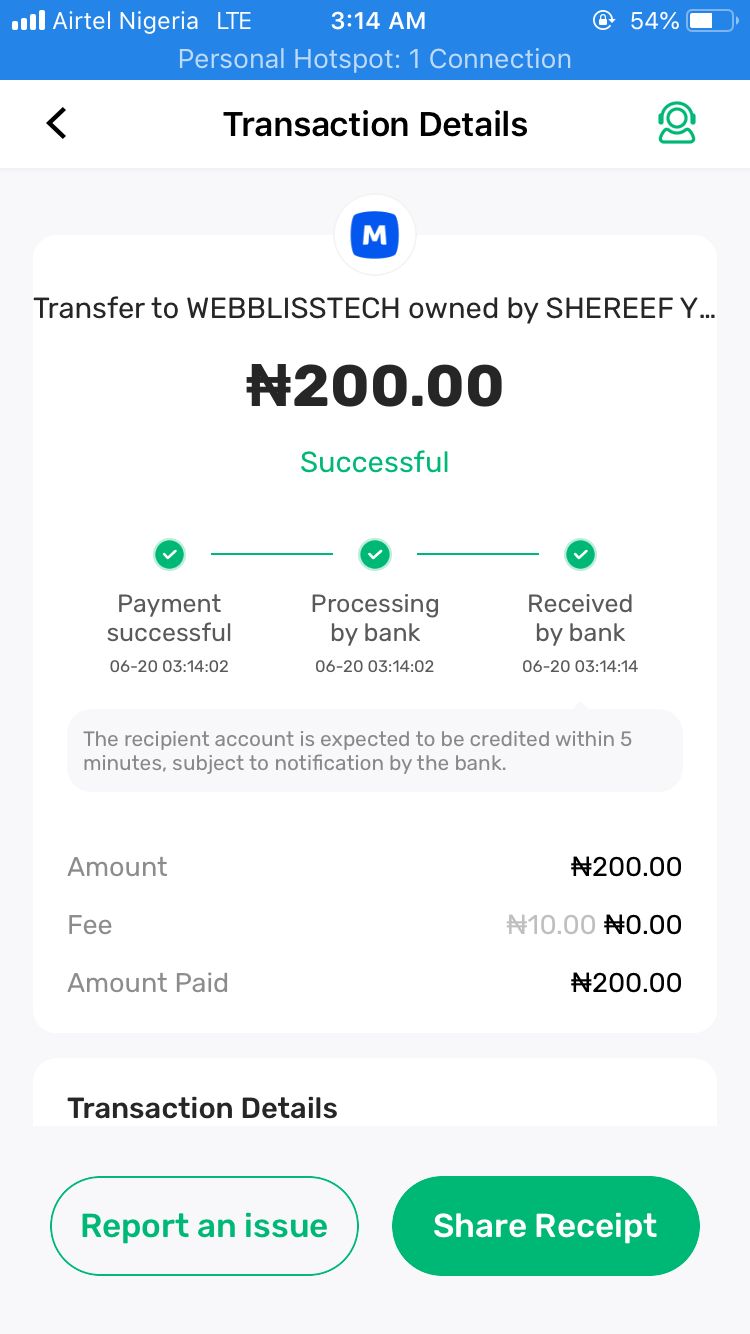 Airtel Nigeria LTE 3:14 AM 54%
Personal Hotspot: 1 Connection
Transaction Details
M
Transfer to WEBBLISSTECH owned by SHEREEF Y...
₦200.00
Successful
Payment successful
06-20 03:14:02
Processing by bank
06-20 03:14:02
Received by bank
06-20 03:14:14
The recipient account is expected to be credited within 5
minutes, subject to notification by the bank.
Amount ₦200.00
Fee ₦10.00 ₦0.00
Amount Paid ₦200.00
Transaction Details
Report an issue
Share Receipt